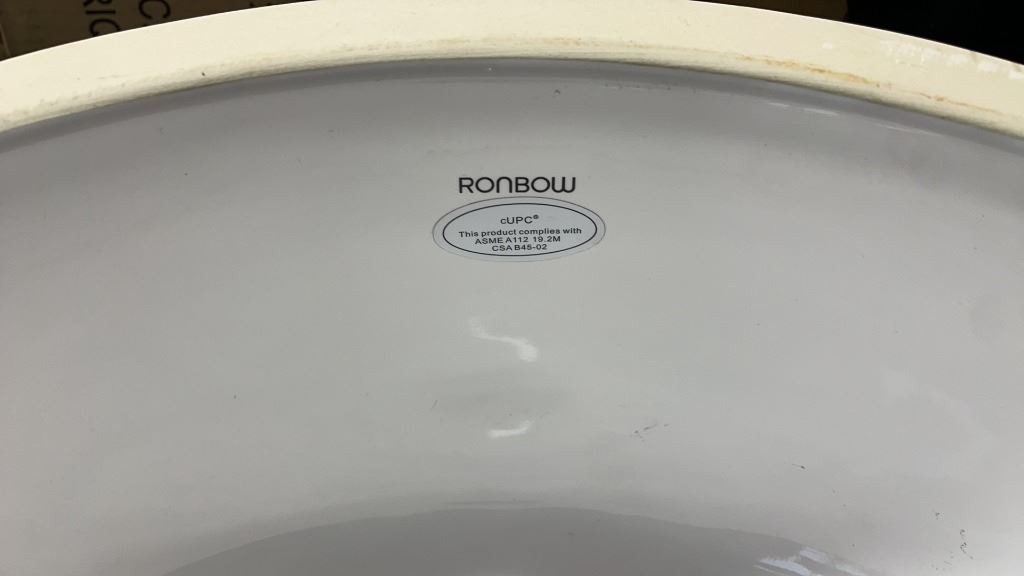 RONBOW
cUPC®
This product complies with
ASME A112 19.2M
CSA B45-02